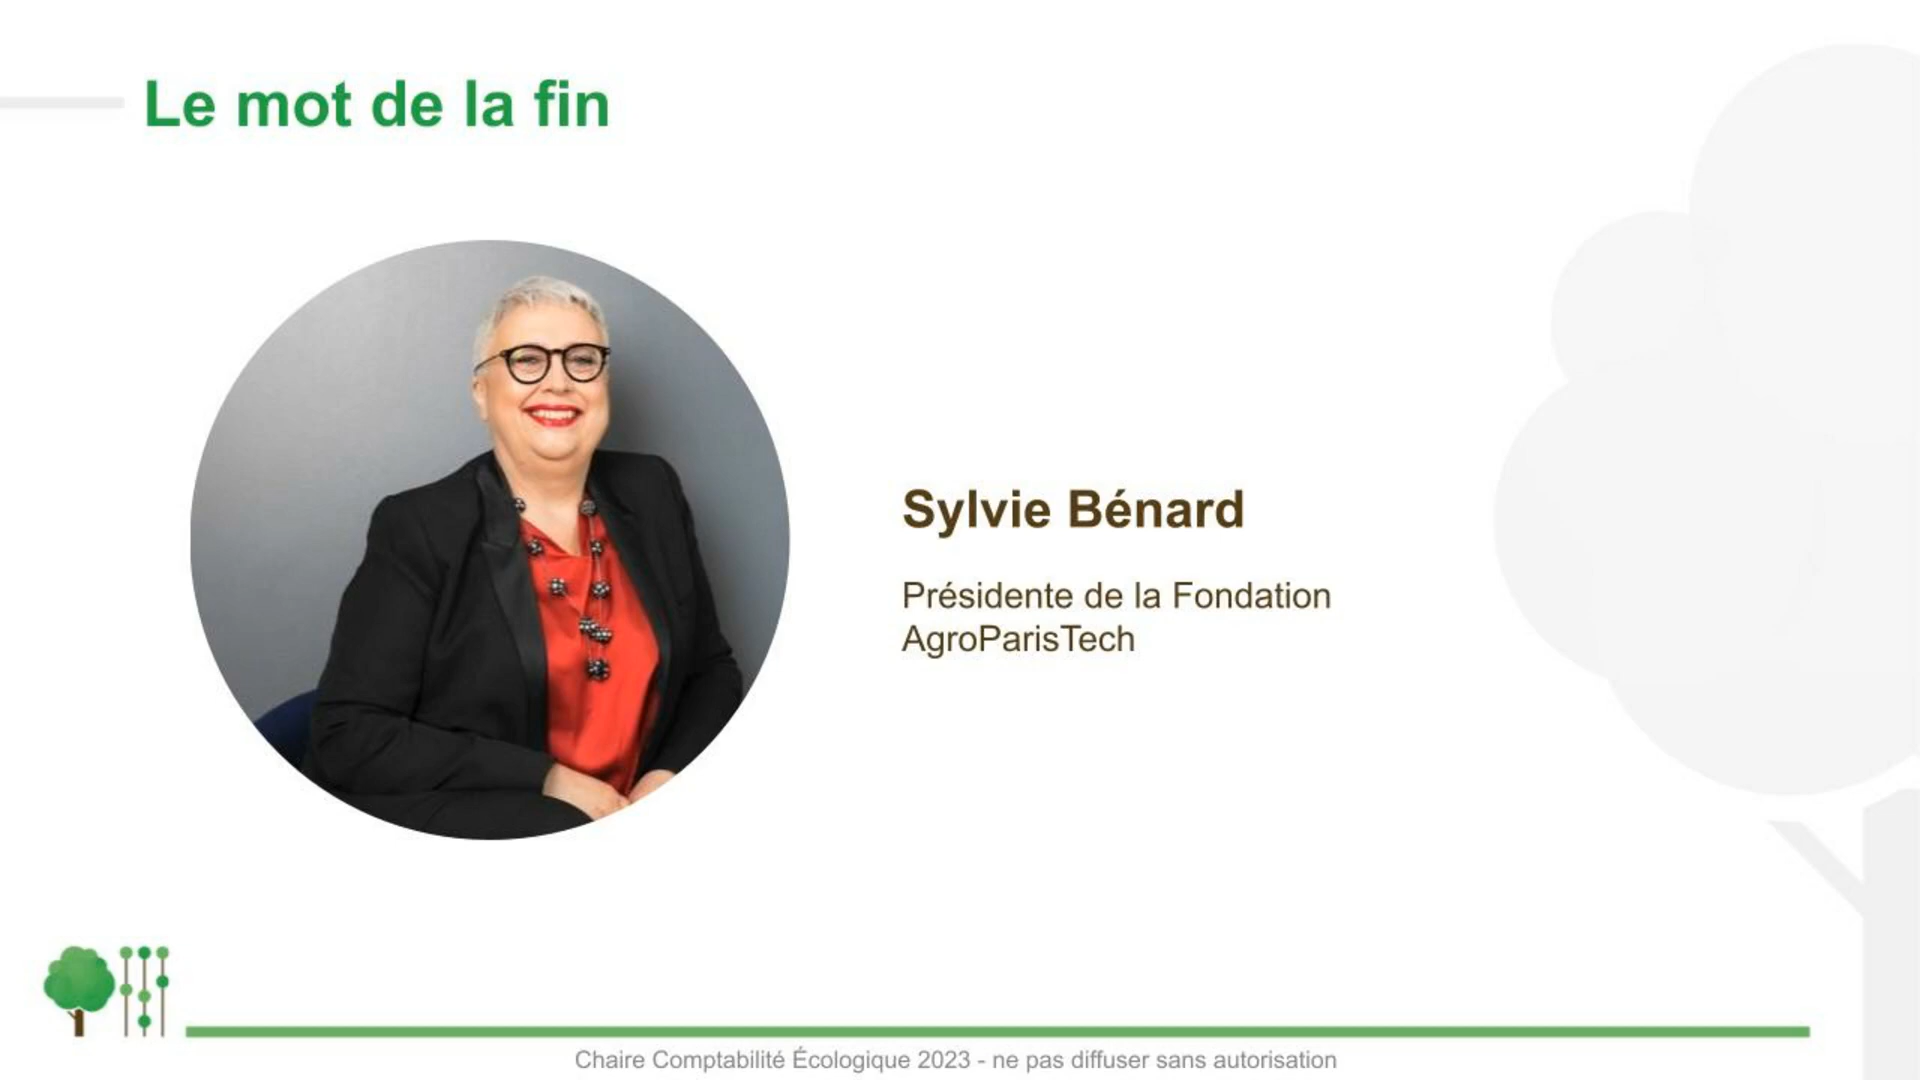 Le mot de la fin
Sylvie Bénard
Présidente de la Fondation
AgroParisTech
Chaire Comptabilité Écologique 2023 - ne pas diffuser sans autorisation